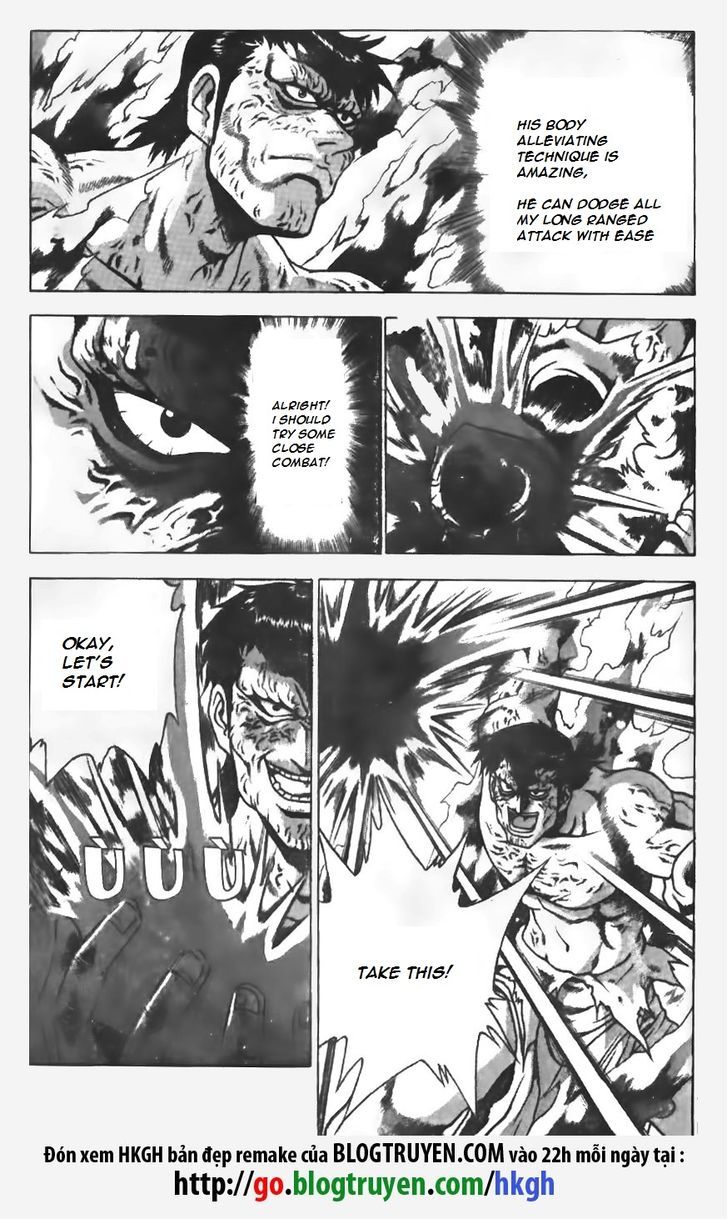 HIS BODY
ALLEVIATING
TECHNIQUE IS
AMAZING,
HE CAN DODGE ALL
MY LONG RANGED
ATTACK WITH EASE
ALRIGHT!
I SHOULD
TRY SOME
CLOSE
COMBAT!
OKAY,
LET'S
START!
Ù Ù Ù
TAKE THIS!
Đón xem HKGH bản đẹp remake của BLOGTRUYEN.COM vào 22h mỗi ngày tại :
http://go.blogtruyen.com/hkgh